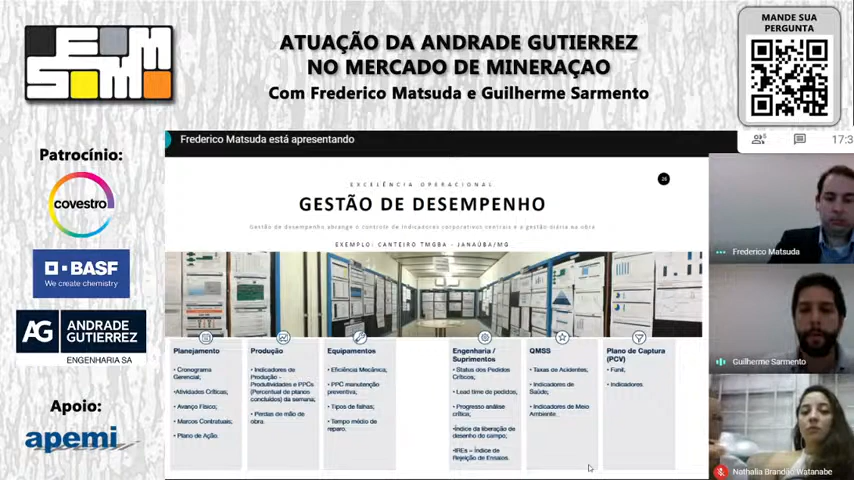 SEMM
ATUAÇÃO DA ANDRADE GUTIERREZ
NO MERCADO DE MINERAÇAO
Com Frederico Matsuda e Guilherme Sarmento
MANDE SUA
PERGUNTA
Frederico Matsuda está apresentando
17:3
Patrocínio:
covestro
BASF
We create chemistry
AG ANDRADE
GUTIERREZ
ENGENHARIA SA
Apoio:
apemi
EXCELÊNCIA OPERACIONAL
GESTÃO DE DESEMPENHO
Gestão de desempenho abrange o controle de indicadores corporativos centrais e a gestão diária na obra
EXEMPLO: CANTEIRO TMGBA - JANAÚBA/MG
Planejamento
• Cronograma
Gerencial;
•Atividades Críticas;
• Avanço Físico;
• Marcos Contratuais;
• Plano de Ação.
Produção
• Indicadores de
Produção -
Produtividades e PPCs
(Percentual de planos
concluídos) da semana;
• Perdas de mão de
obra.
Equipamentos
• Eficiência Mecânica;
• PPC manutenção
preventiva;
• Tipos de falhas;
• Tempo médio de
reparo.
Engenharia /
Suprimentos
• Status dos Pedidos
Críticos;
• Lead time de pedidos;
• Progresso análise
crítica;
•Índice da liberação de
desenho do campo;
•IREs – Índice de
Rejeição de Ensaios.
QMSS
• Taxas de Acidentes;
• Indicadores de
Saúde;
• Indicadores de Meio
Ambiente.
Plano de Captura
(PCV)
• Funil;
• Indicadores
Frederico Matsuda
Guilherme Sarmento
Nathalia Brandão Watanabe